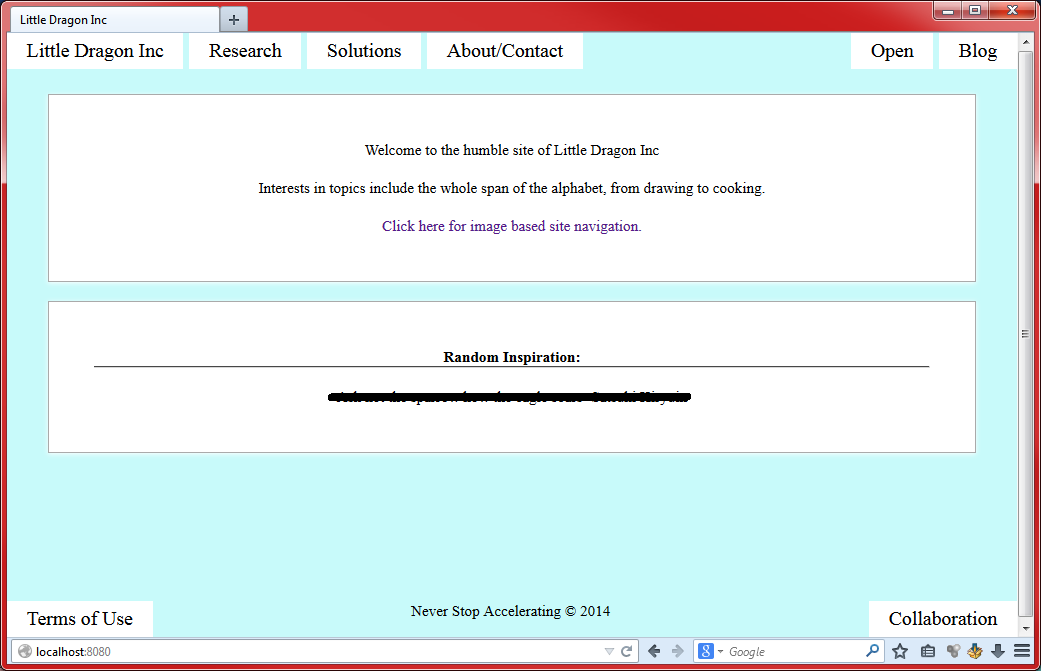 Little Dragon Inc
Little Dragon Inc Research Solutions About/Contact Open Blog
Welcome to the humble site of Little Dragon Inc
Interests in topics include the whole span of the alphabet, from drawing to cooking.
Click here for image based site navigation.
Random Inspiration:
Never Stop Accelerating © 2014
Terms of Use Collaboration
localhost:8080 Google